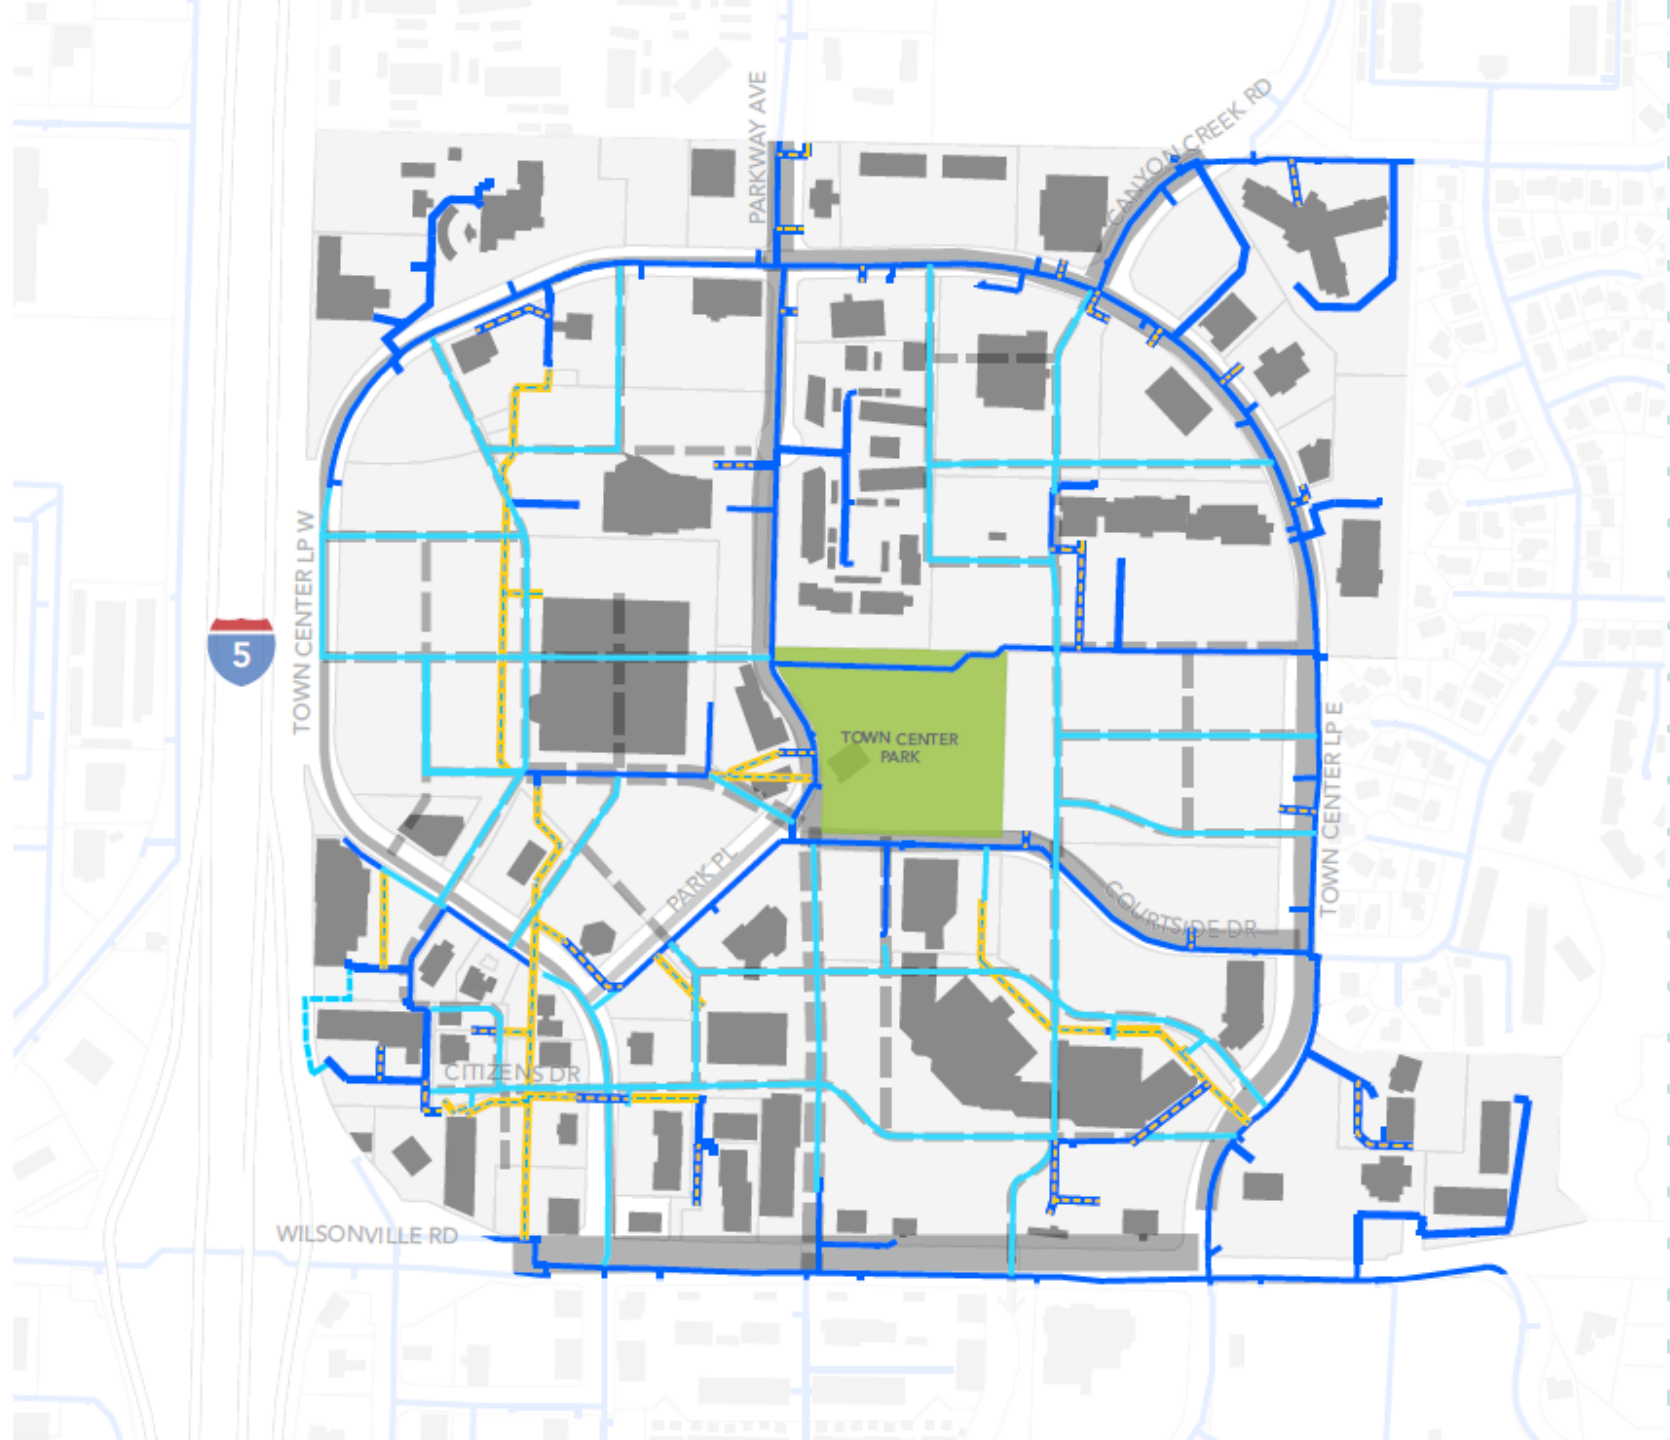 PARKWAY AVE
CANYON CREEK RD
TOWN CENTER LP W
5
TOWN CENTER
PARK
TOWN CENTER LP E
PARK PL
COURTSIDE DR
CITIZENS DR
WILSONVILLE RD